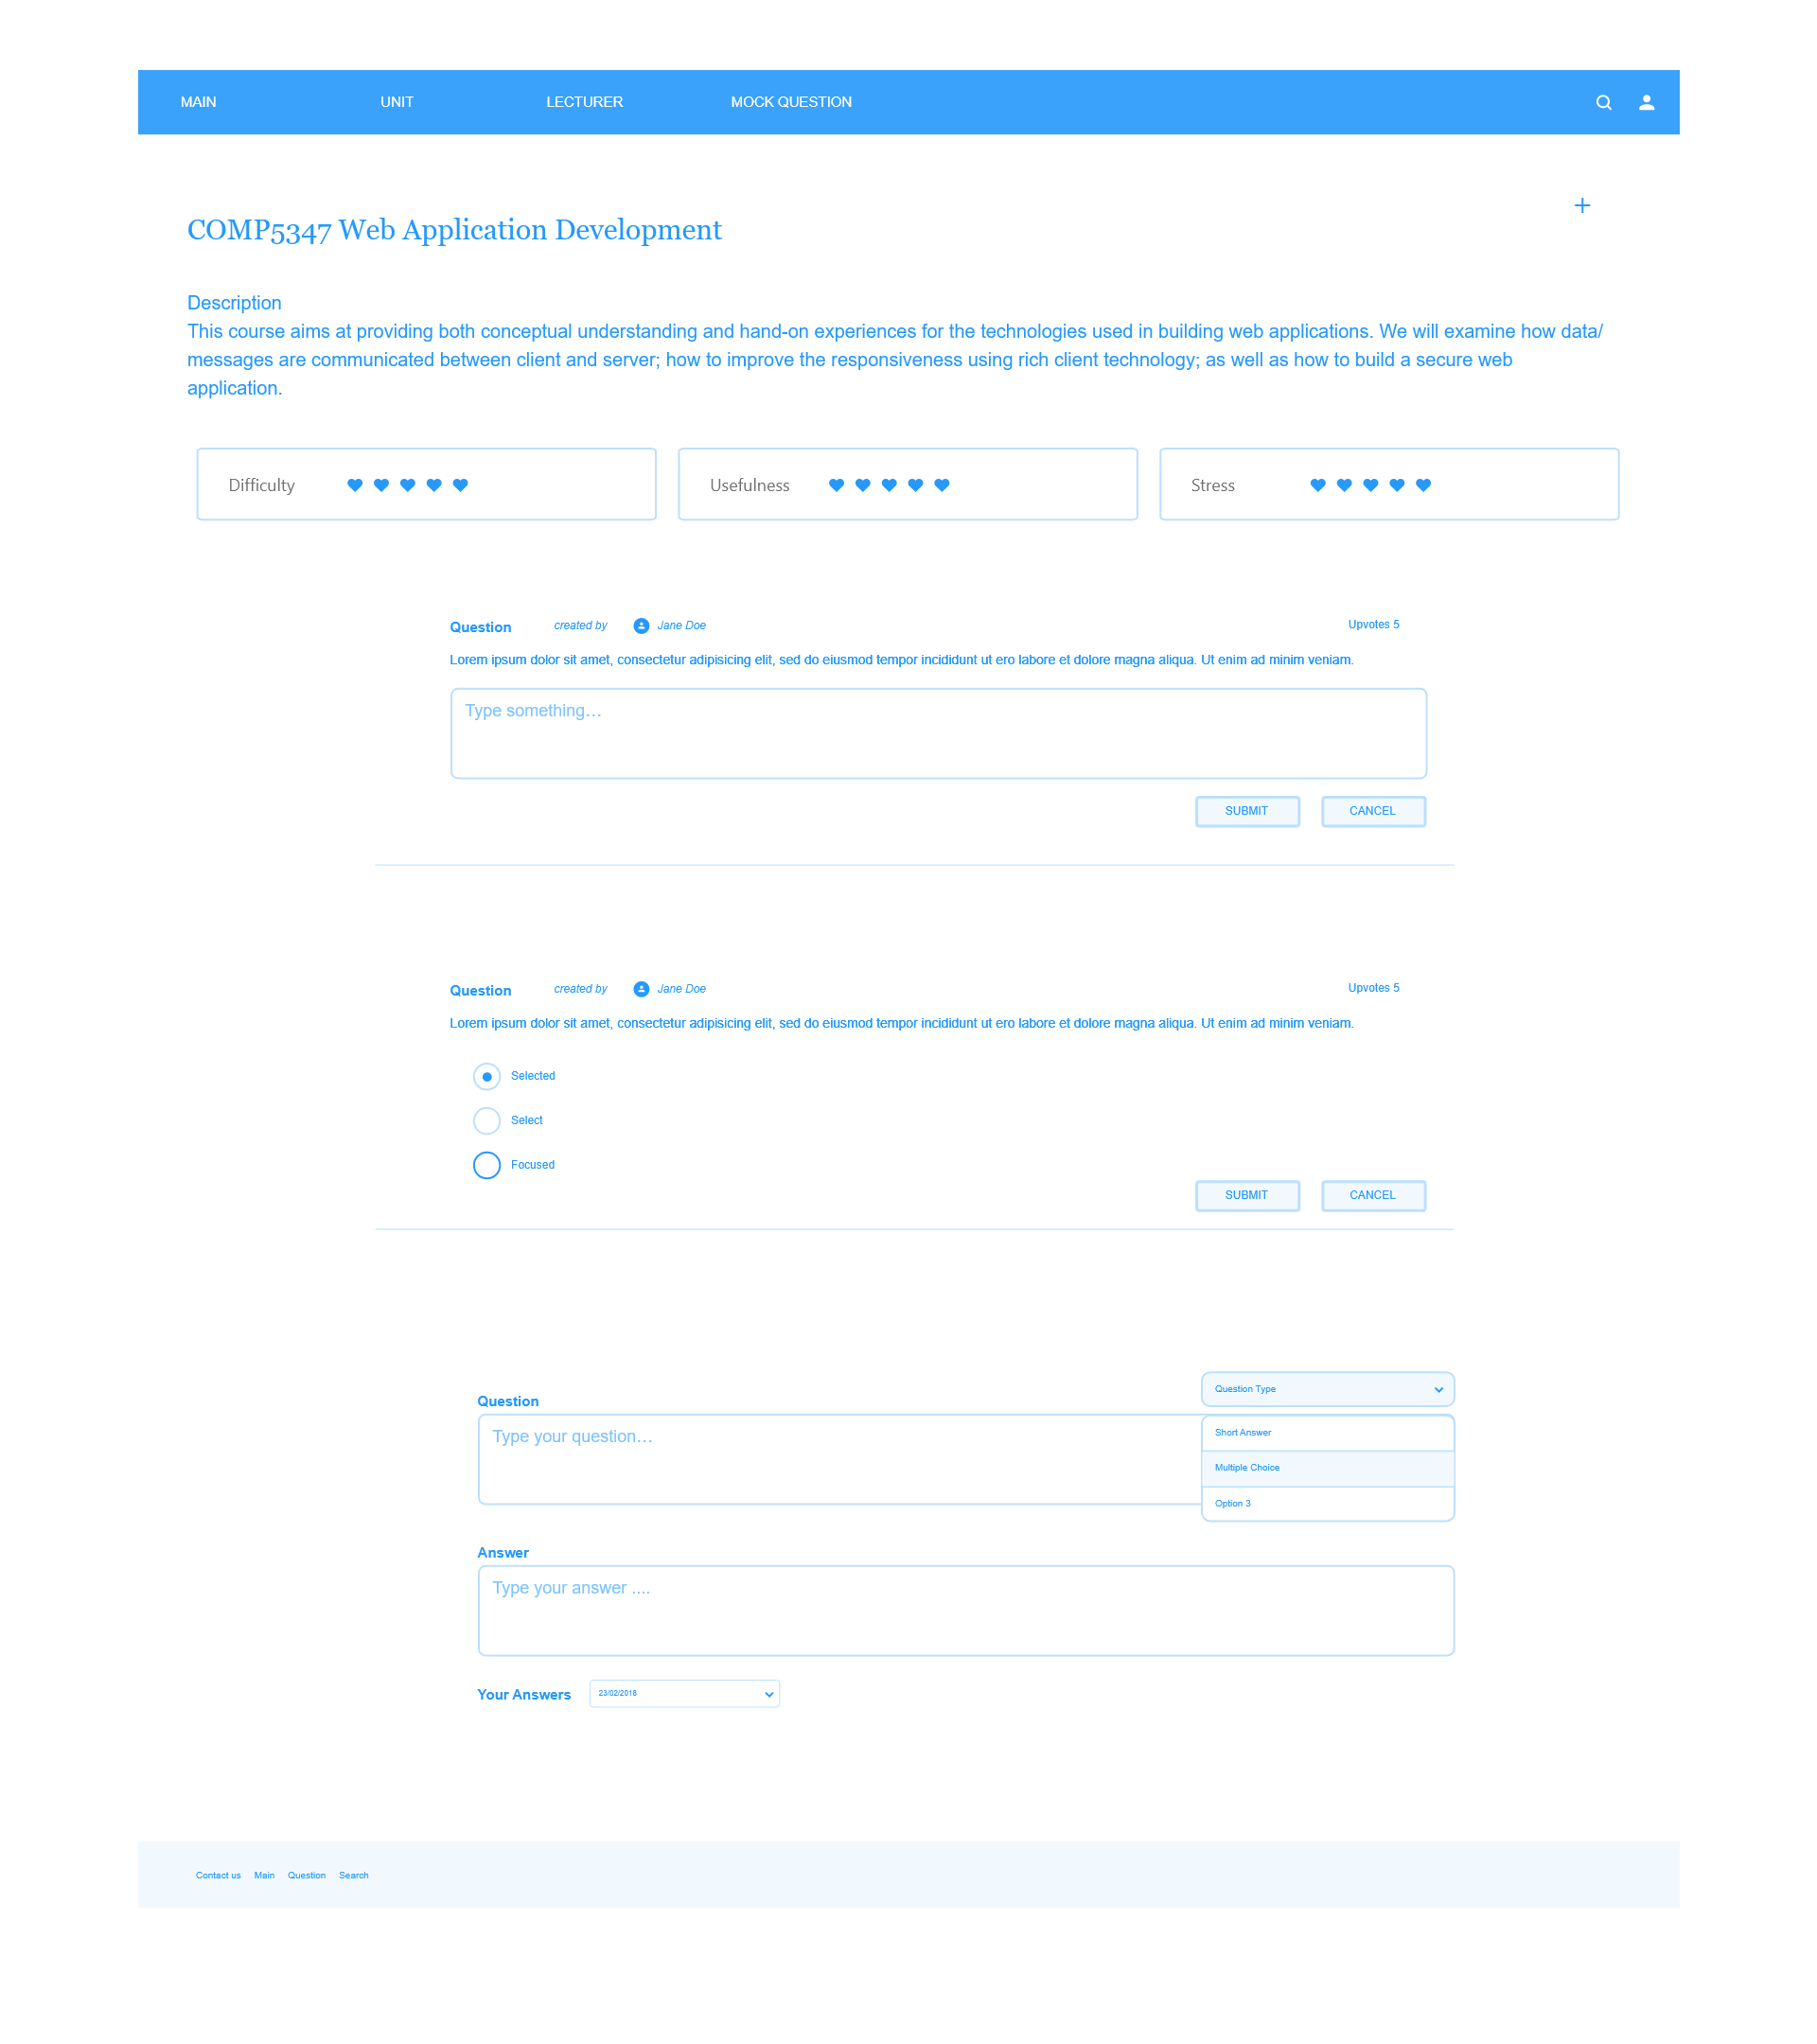 MAIN UNIT LECTURER MOCK QUESTION
COMP5347 Web Application Development
Description
This course aims at providing both conceptual understanding and hand-on experiences for the technologies used in building web applications. We will examine how data/
messages are communicated between client and server; how to improve the responsiveness using rich client technology; as well as how to build a secure web
application.
Difficulty Usefulness Stress
Question created by Jane Doe Upvotes 5
Lorem ipsum dolor sit amet, consectetur adipisicing elit, sed do eiusmod tempor incididunt ut ero labore et dolore magna aliqua. Ut enim ad minim veniam.
Type something...
SUBMIT CANCEL
Question created by Jane Doe Upvotes 5
Lorem ipsum dolor sit amet, consectetur adipisicing elit, sed do eiusmod tempor incididunt ut ero labore et dolore magna aliqua. Ut enim ad minim veniam.
Selected
Select
Focused
SUBMIT CANCEL
Question Type
Question
Type your question...
Short Answer
Multiple Choice
Option 3
Answer
Type your answer ....
Your Answers 23/02/2018
Contact us Main Question Search